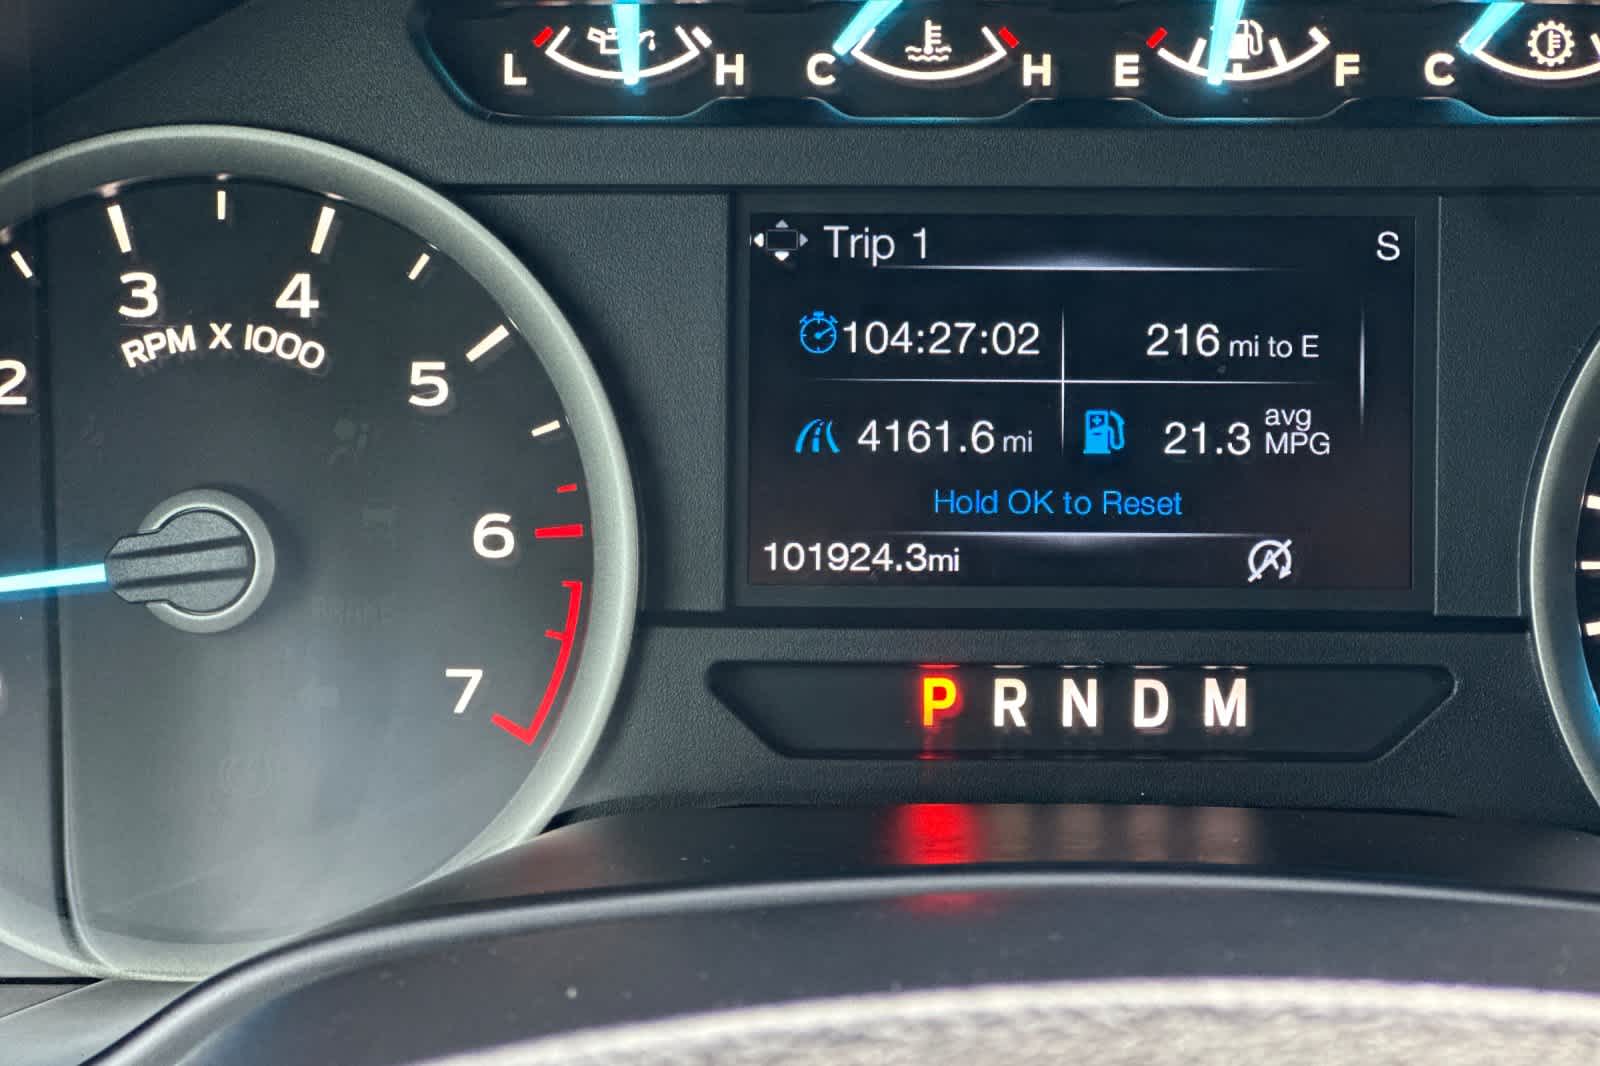 L H C H E F C
Trip 1 S
104:27:02 216 mi to E
4161.6 mi 21.3 avg MPG
Hold OK to Reset
101924.3mi
2 3 4 5 6 7
RPM X 1000
P R N D M